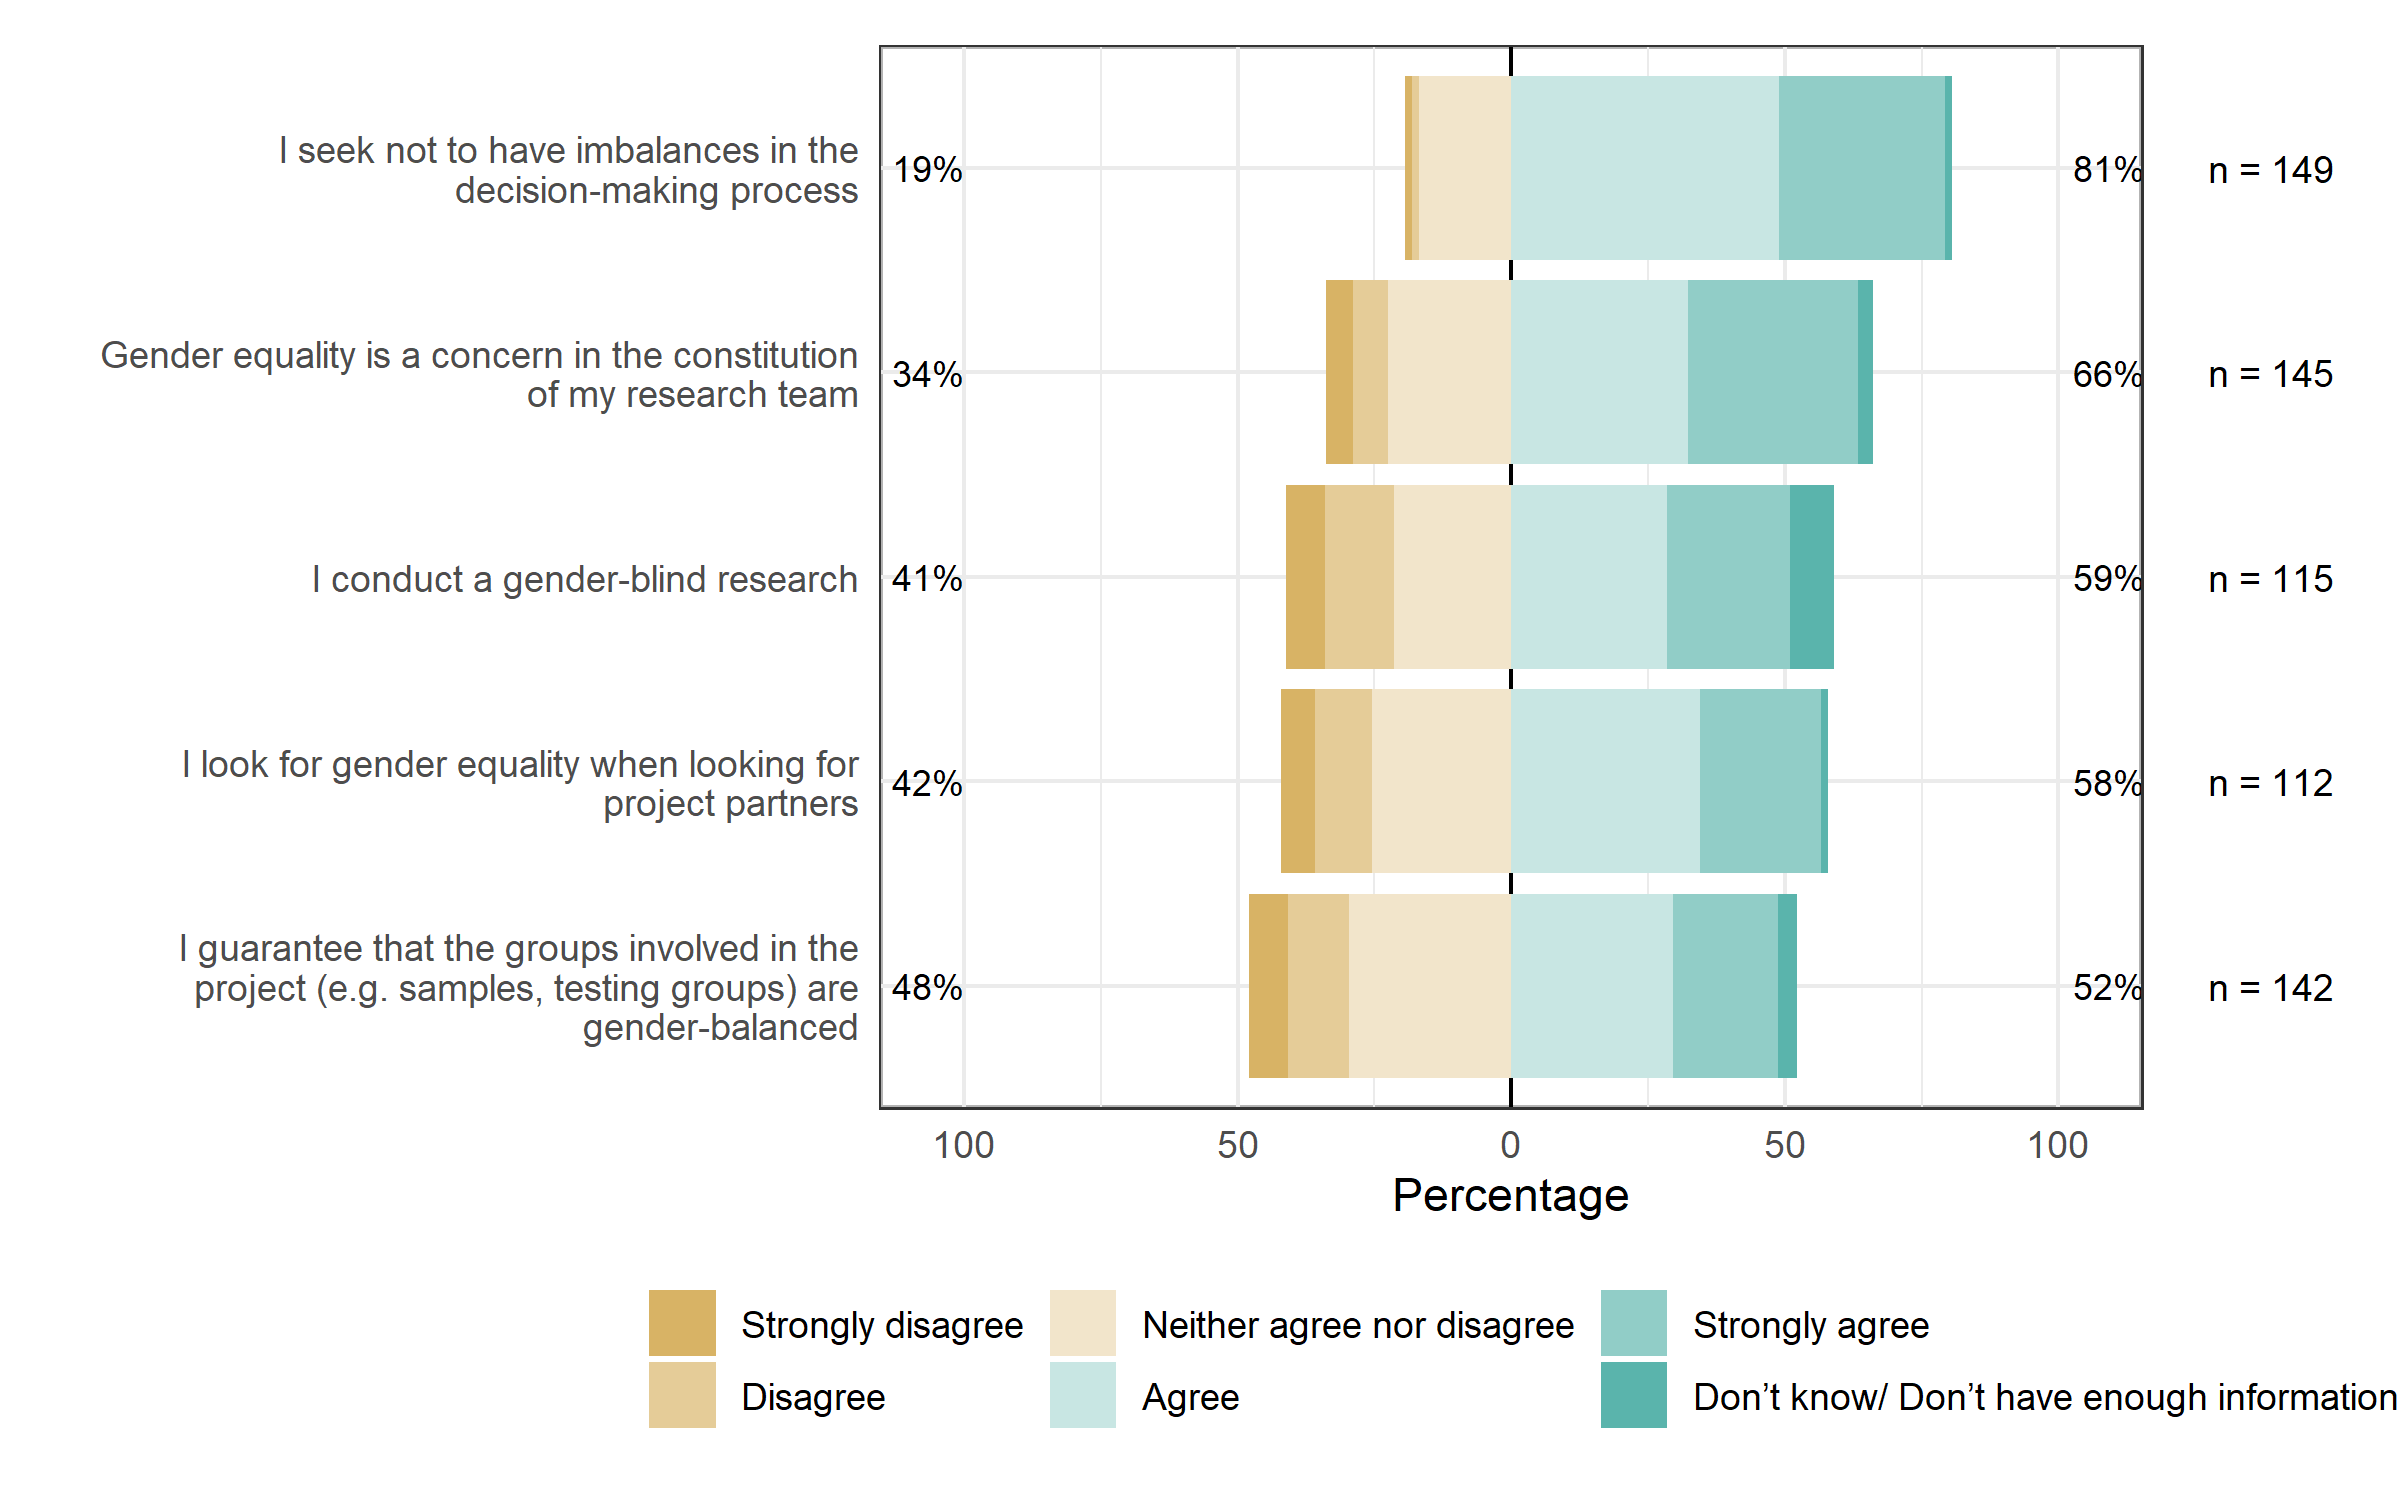 I seek not to have imbalances in the
decision-making process
19%
81%
n = 149
Gender equality is a concern in the constitution
of my research team
34%
66%
n = 145
I conduct a gender-blind research
41%
59%
n = 115
I look for gender equality when looking for
project partners
42%
58%
n = 112
I guarantee that the groups involved in the
project (e.g. samples, testing groups) are
gender-balanced
48%
52%
n = 142
100
50
0
50
100
Percentage
Strongly disagree
Neither agree nor disagree
Strongly agree
Disagree
Agree
Don’t know/ Don’t have enough information